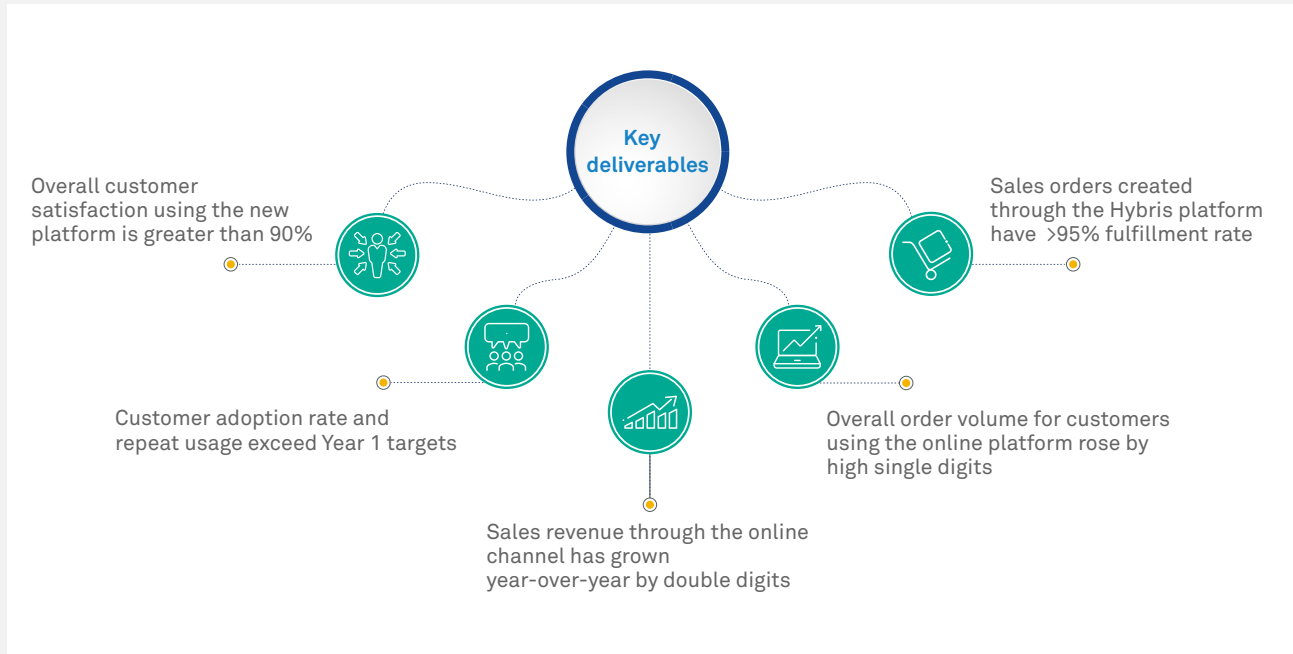 Key
deliverables
Overall customer
satisfaction using the new
platform is greater than 90%
Customer adoption rate and
repeat usage exceed Year 1 targets
Sales revenue through the online
channel has grown
year-over-year by double digits
Overall order volume for customers
using the online platform rose by
high single digits
Sales orders created
through the Hybris platform
have >95% fulfillment rate